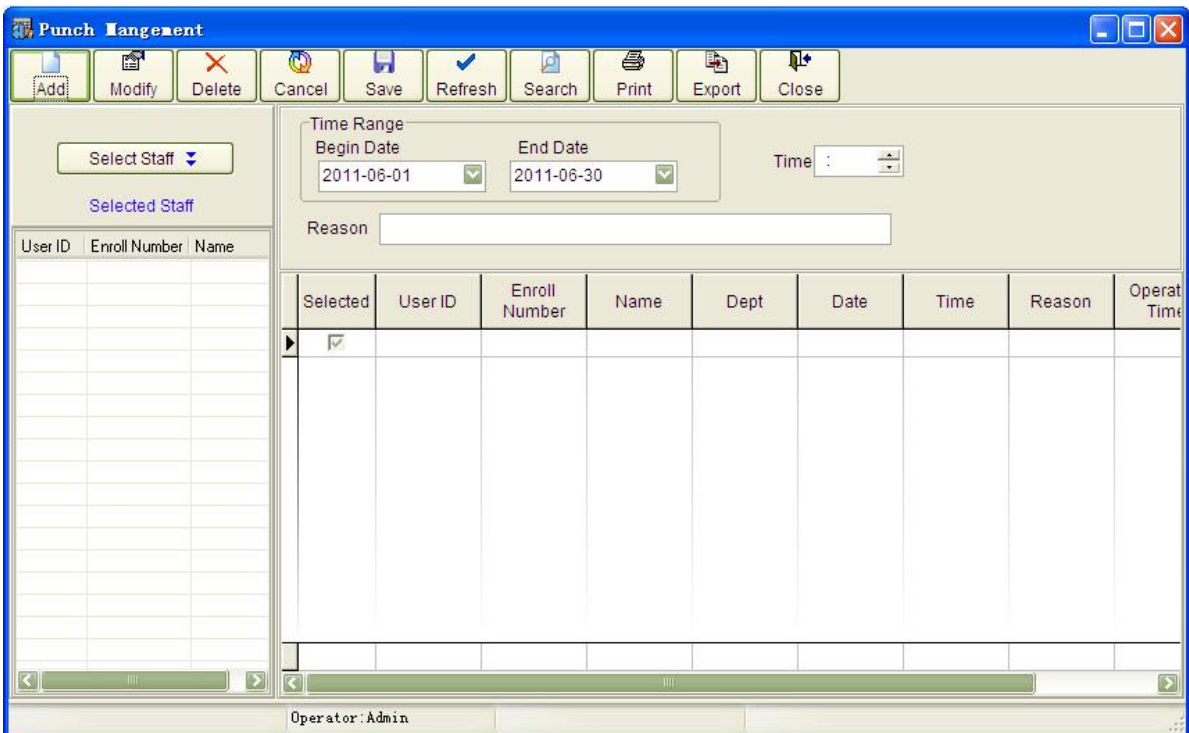 Punch Mangement
Add Modify Delete Cancel Save Refresh Search Print Export Close
Select Staff
Selected Staff
User ID Enroll Number Name
Time Range
Begin Date End Date
2011-06-01 2011-06-30
Time :
Reason
Selected User ID Enroll Number Name Dept Date Time Reason Operat Time
Operator:Admin